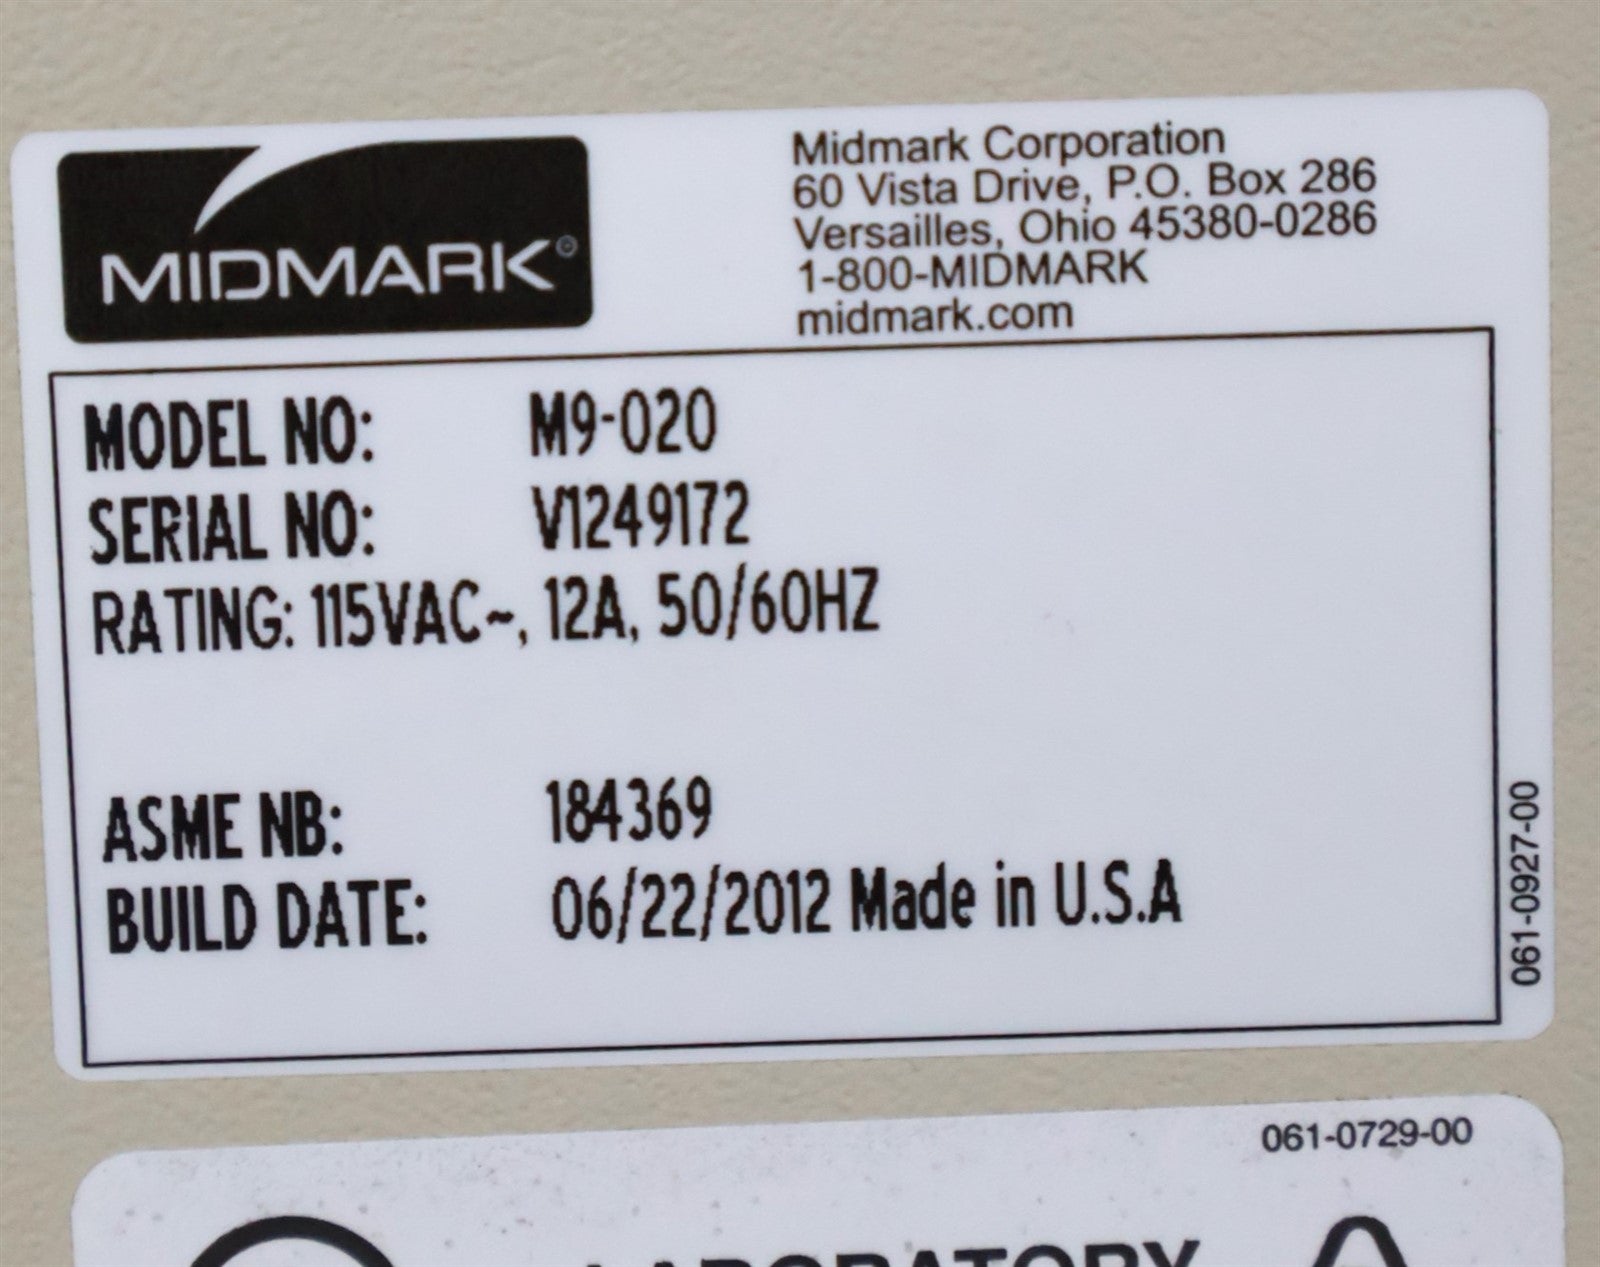 MIDMARK®
Midmark Corporation
60 Vista Drive, P.O. Box 286
Versailles, Ohio 45380-0286
1-800-MIDMARK
midmark.com
MODEL NO: M9-020
SERIAL NO: V1249172
RATING: 115VAC~, 12A, 50/60HZ
ASME NB: 184369
BUILD DATE: 06/22/2012 Made in U.S.A
061-0927-00
061-0729-00
LABORATORY